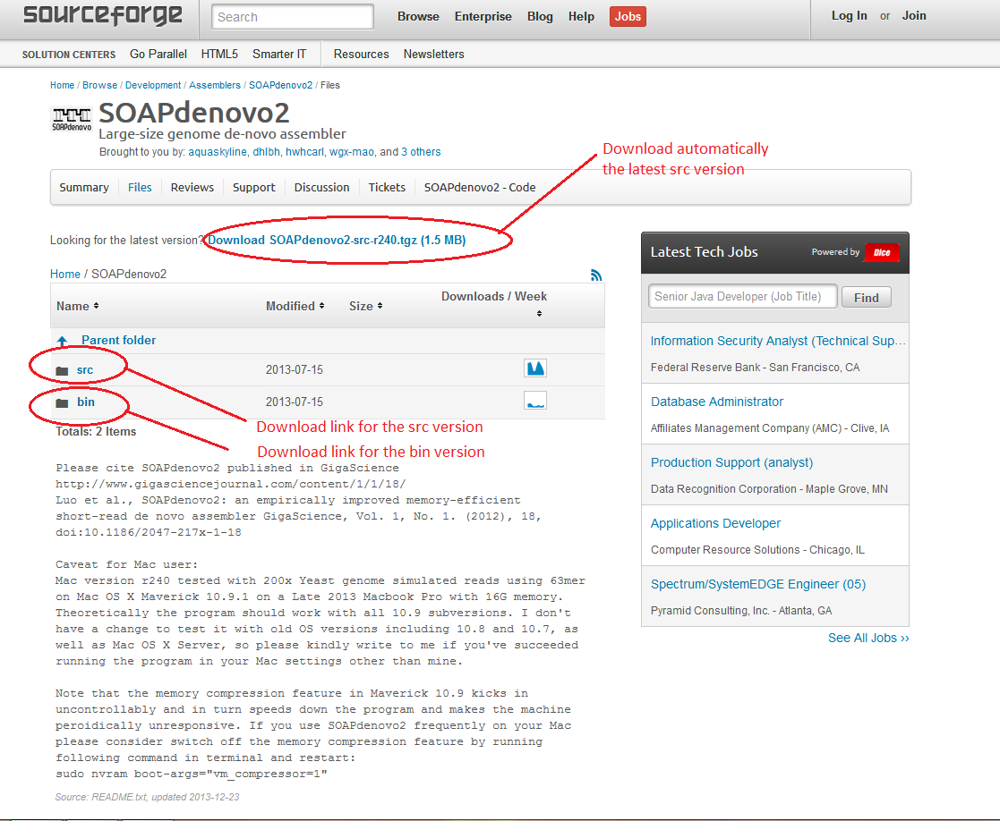 sourceforge
Search
Browse Enterprise Blog Help Jobs
Log In or Join
SOLUTION CENTERS Go Parallel HTML5 Smarter IT Resources Newsletters
Home / Browse / Development / Assemblers / SOAPdenovo2 / Files
SOAPdenovo
SOAPdenovo2
Large-size genome de-novo assembler
Brought to you by: aquaskyline, dhlbh, hwhcarl, wgx-mao, and 3 others
Download automatically
the latest src version
Summary Files Reviews Support Discussion Tickets SOAPdenovo2 - Code
Looking for the latest version? Download SOAPdenovo2-src-r240.tgz (1.5 MB)
Home / SOAPdenovo2
Name Modified Size Downloads / Week
Parent folder
src 2013-07-15
bin 2013-07-15
Totals: 2 Items
Download link for the src version
Download link for the bin version
Please cite SOAPdenovo2 published in GigaScience
http://www.gigasciencejournal.com/content/1/1/18/
Luo et al., SOAPdenovo2: an empirically improved memory-efficient
short-read de novo assembler GigaScience, Vol. 1, No. 1. (2012), 18,
doi:10.1186/2047-217x-1-18
Caveat for Mac user:
Mac version r240 tested with 200x Yeast genome simulated reads using 63mer
on Mac OS X Maverick 10.9.1 on a Late 2013 Macbook Pro with 16G memory.
Theoretically the program should work with all 10.9 subversions. I don't
have a change to test it with old OS versions including 10.8 and 10.7, as
well as Mac OS X Server, so please kindly write to me if you've succeeded
running the program in your Mac settings other than mine.
Note that the memory compression feature in Maverick 10.9 kicks in
uncontrollably and in turn speeds down the program and makes the machine
peroidically unresponsive. If you use SOAPdenovo2 frequently on your Mac
please consider switch off the memory compression feature by running
following command in terminal and restart:
sudo nvram boot-args="vm_compressor=1"
Source: README.txt, updated 2013-12-23
Latest Tech Jobs Powered by Dice
Senior Java Developer (Job Title) Find
Information Security Analyst (Technical Sup...
Federal Reserve Bank - San Francisco, CA
Database Administrator
Affiliates Management Company (AMC) - Clive, IA
Production Support (analyst)
Data Recognition Corporation - Maple Grove, MN
Applications Developer
Computer Resource Solutions - Chicago, IL
Spectrum/SystemEDGE Engineer (05)
Pyramid Consulting, Inc. - Atlanta, GA
See All Jobs ››